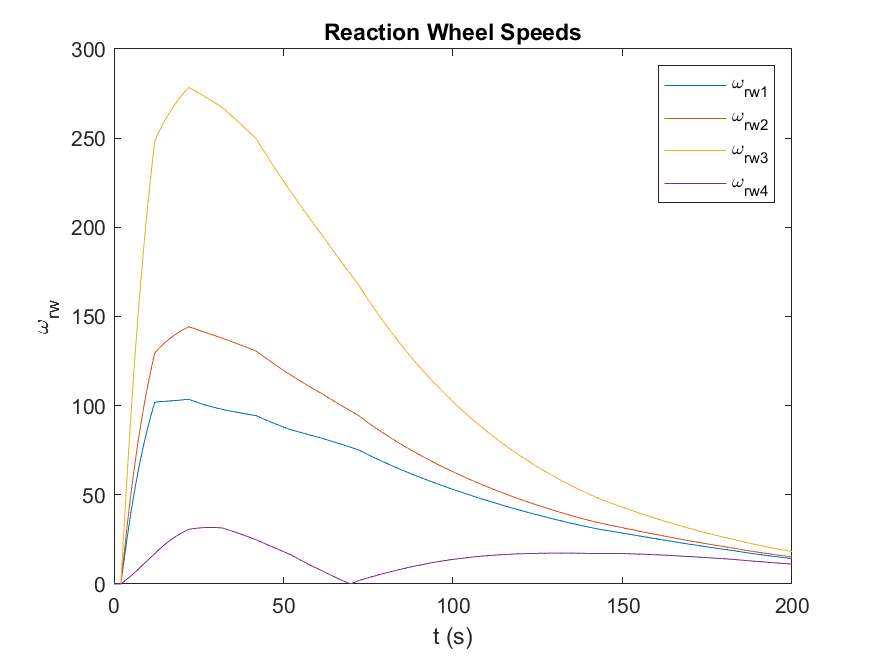 Reaction Wheel Speeds
300
250
200
150
100
50
0
ω_rw
ω_rw1
ω_rw2
ω_rw3
ω_rw4
0 50 100 150 200
t (s)